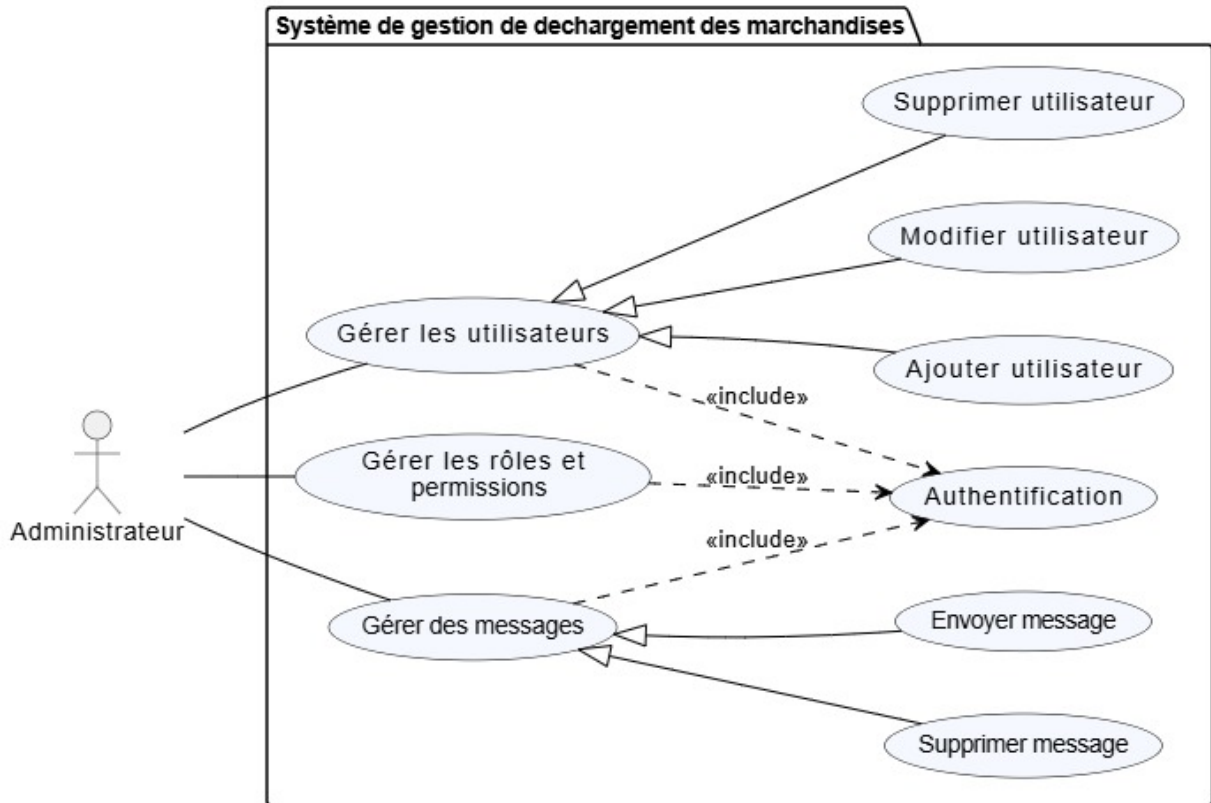 Système de gestion de dechargement des marchandises
Supprimer utilisateur
Modifier utilisateur
Gérer les utilisateurs
Ajouter utilisateur
«include»
Gérer les rôles et
permissions
«include»
Authentification
Administrateur
«include»
Gérer des messages
Envoyer message
Supprimer message